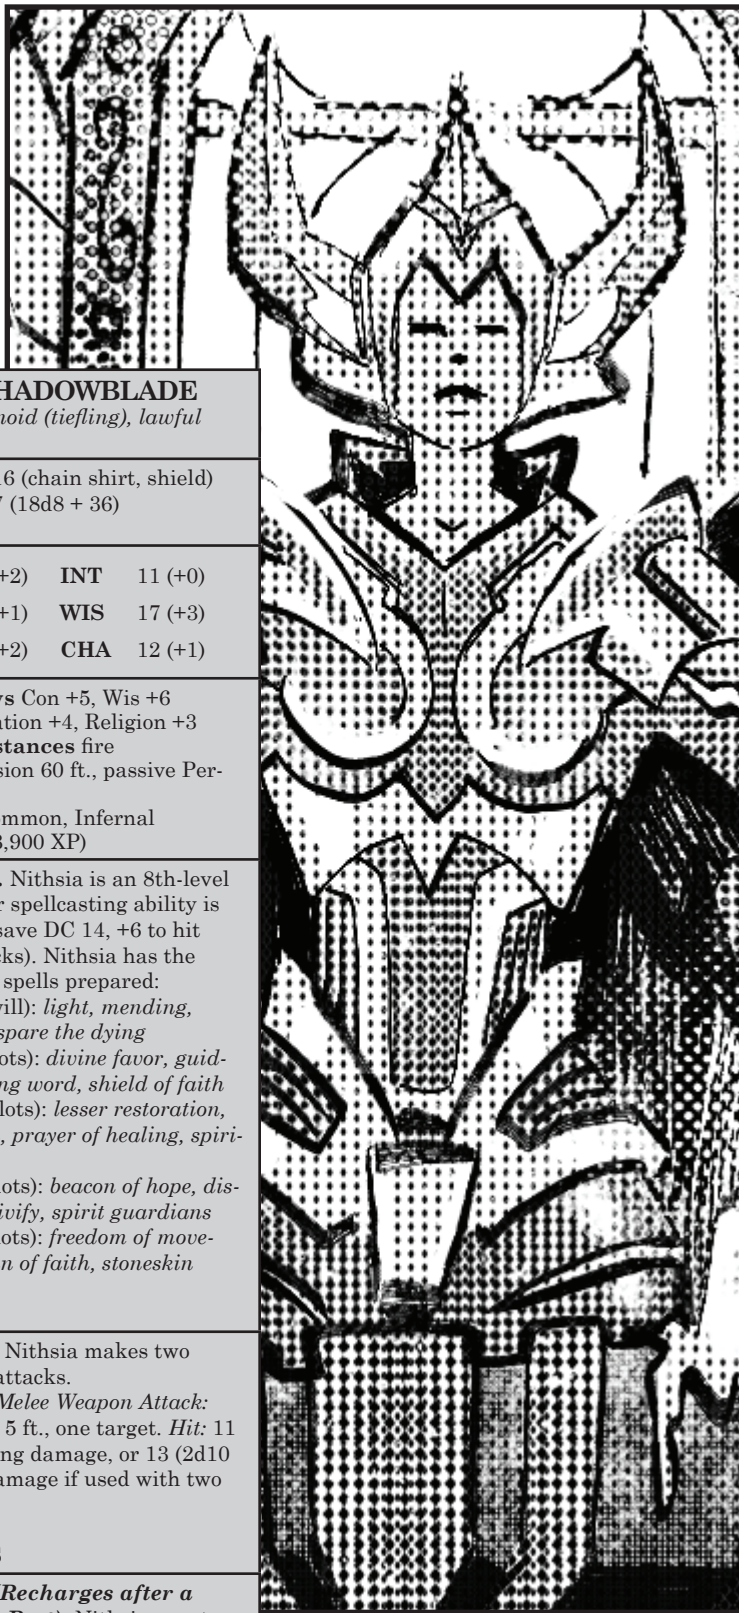 HADOWBLADE
noid (tiefling), lawful
16 (chain shirt, shield)
(18d8 + 36)
+2) INT 11 (+0)
+1) WIS 17 (+3)
+2) CHA 12 (+1)
ws Con +5, Wis +6
ation +4, Religion +3
stances fire
sion 60 ft., passive Per-
ommon, Infernal
3,900 XP)
. Nithsia is an 8th-level
r spellcasting ability is
save DC 14, +6 to hit
cks). Nithsia has the
spells prepared:
vill): light, mending,
spare the dying
ots): divine favor, guid-
ng word, shield of faith
lots): lesser restoration,
, prayer of healing, spiri-
lots): beacon of hope, dis-
ivify, spirit guardians
lots): freedom of move-
n of faith, stoneskin
Nithsia makes two
attacks.
Melee Weapon Attack:
5 ft., one target. Hit: 11
ing damage, or 13 (2d10
amage if used with two
(Recharges after a